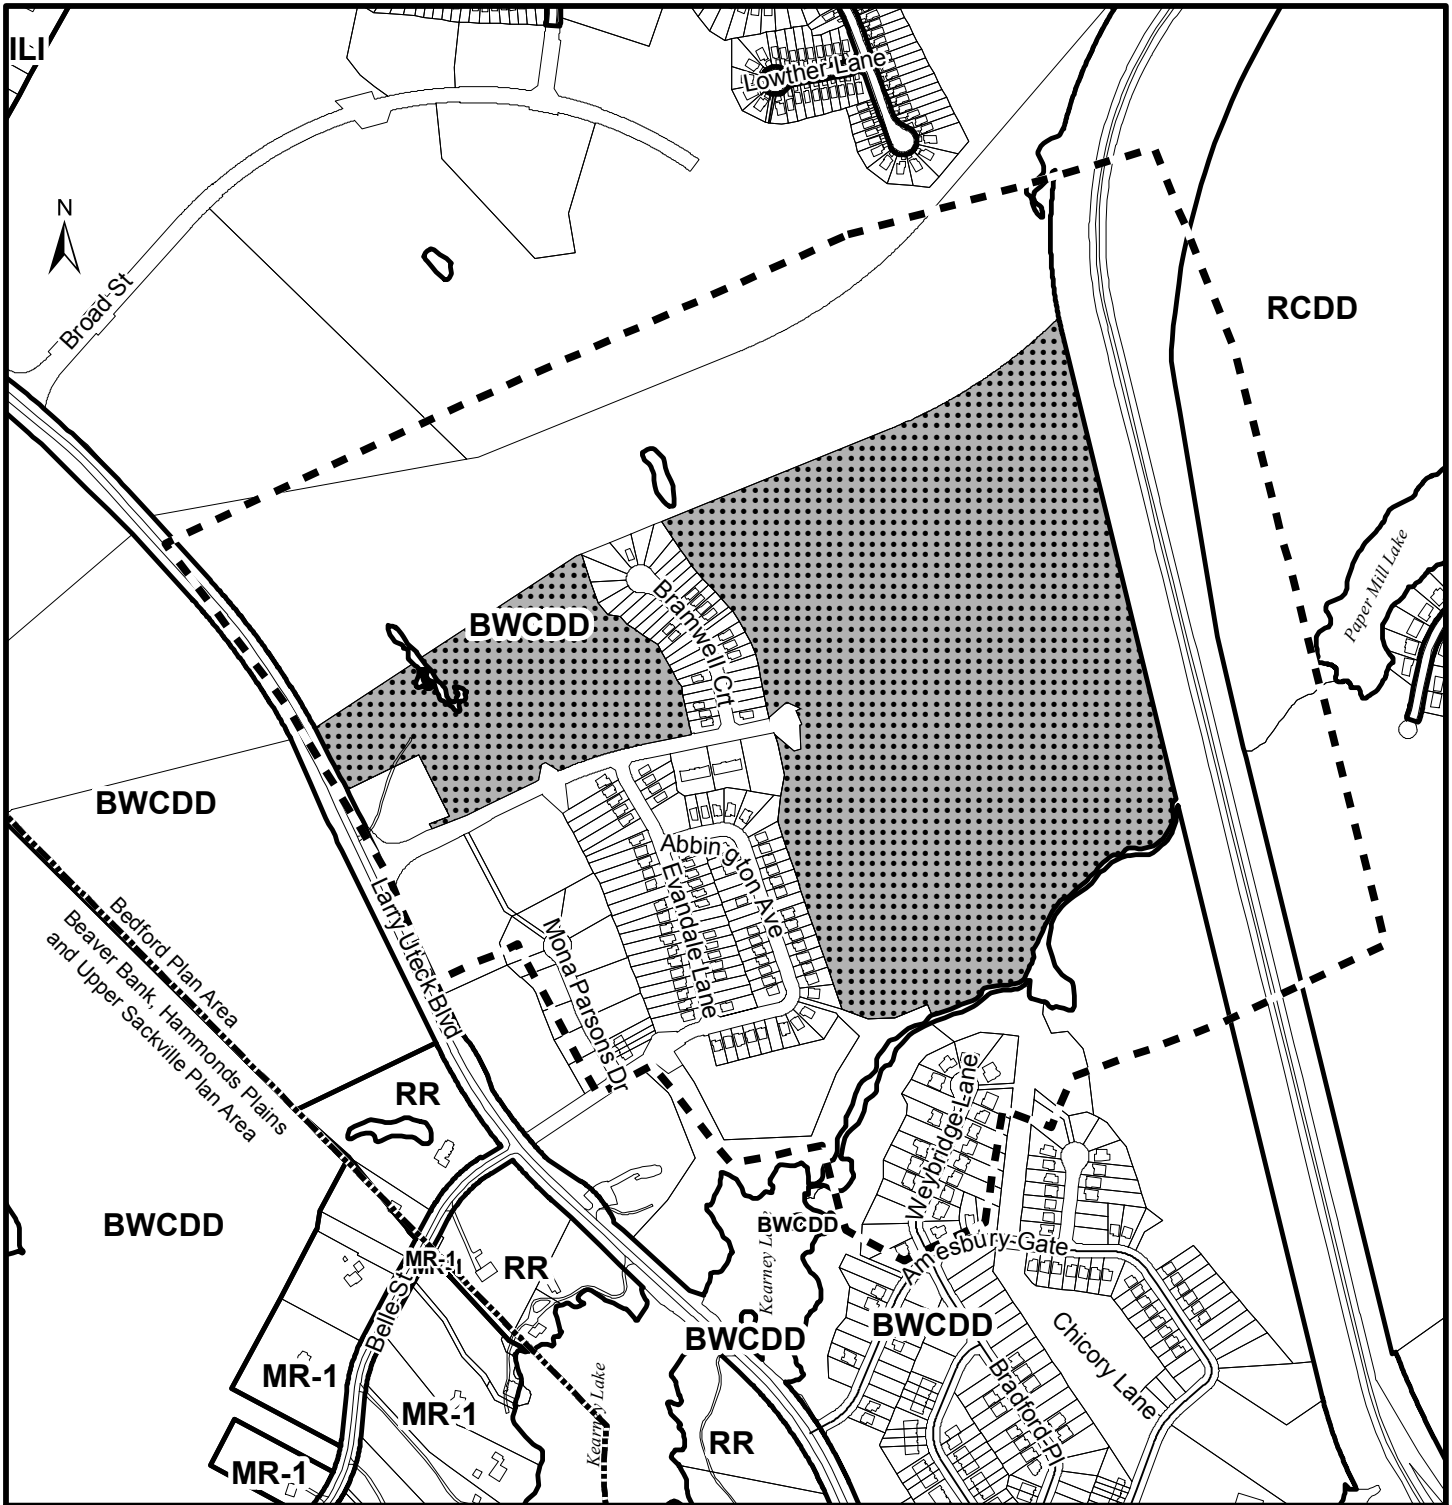 ILI
Lowther Lane
N
Broad St
RCDD
Paper Mill Lake
BWCDD
Bramwell Crt
BWCDD
Abbington Ave
Evandale Lane
Larry Uteck Blvd
Mona Parsons Dr
Bedford Plan Area
Beaver Bank, Hammonds Plains
and Upper Sackville Plan Area
RR
Weybridge Lane
BWCDD
BWCDD
Kearney
Amesbury Gate
MR-1
MR-1
RR
Belle St
BWCDD
BWCDD
Chicory Lane
MR-1
Bradford Pl
MR-1
Kearney Lake
RR
MR-1